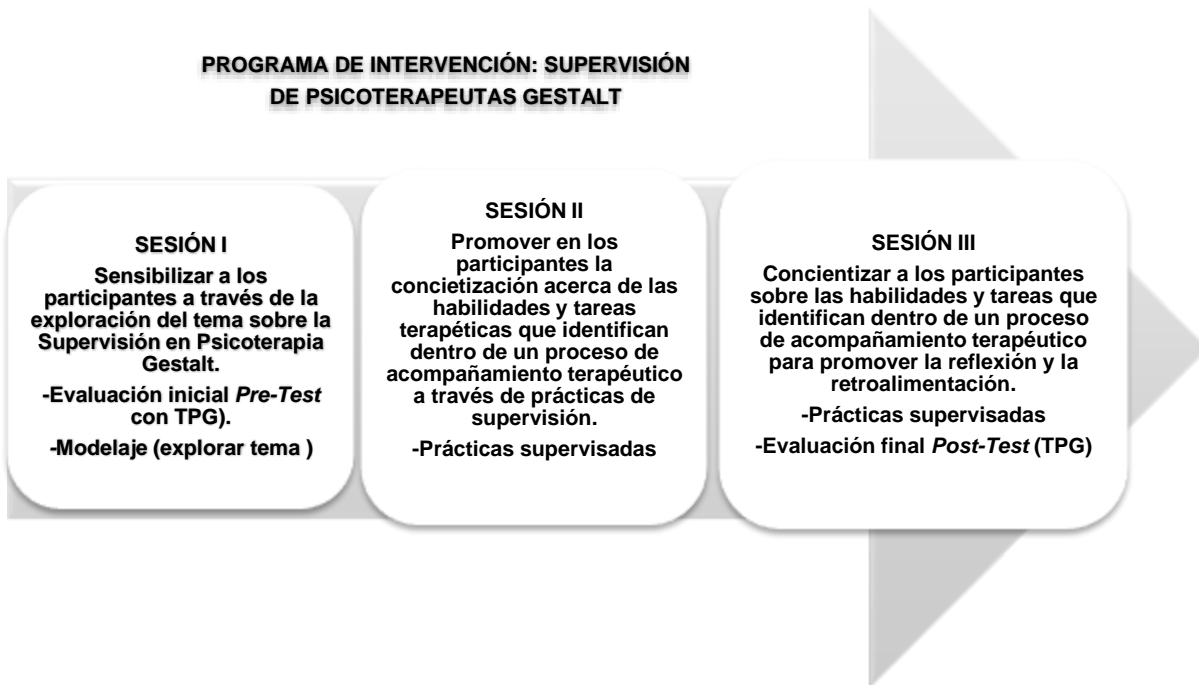 PROGRAMA DE INTERVENCIÓN: SUPERVISIÓN
DE PSICOTERAPEUTAS GESTALT
SESIÓN I
Sensibilizar a los
participantes a través de la
exploración del tema sobre la
Supervisión en Psicoterapia
Gestalt.
-Evaluación inicial Pre-Test
con TPG).
-Modelaje (explorar tema )
SESIÓN II
Promover en los
participantes la
concietización acerca de las
habilidades y tareas
terapéticas que identifican
dentro de un proceso de
acompañamiento terapéutico
a través de prácticas de
supervisión.
-Prácticas supervisadas
SESIÓN III
Concientizar a los participantes
sobre las habilidades y tareas que
identifican dentro de un proceso
de acompañamiento terapéutico
para promover la reflexión y la
retroalimentación.
-Prácticas supervisadas
-Evaluación final Post-Test (TPG)